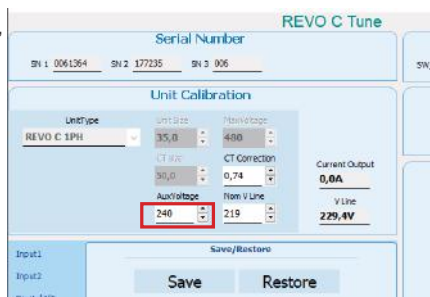 REVO C Tune
Serial Number
SN 1 0061364 SN 2 177235 SN 3 006
SW
Unit Calibration
UnitType Unit Size MaxVoltage
REVO C 1PH 35,0 480
CT Size CT Correction Current Output
50,0 0,74 0,0A
AuxVoltage Nom V Line V Line
240 219 229,4V
Input1 Save/Restore
Input2
Save Restore